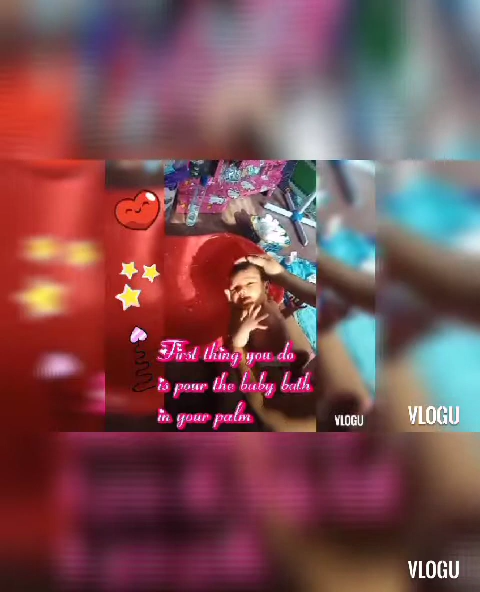 First thing you do
is pour the baby bath
in your palm
VLOGU
VLOGU
VLOGU